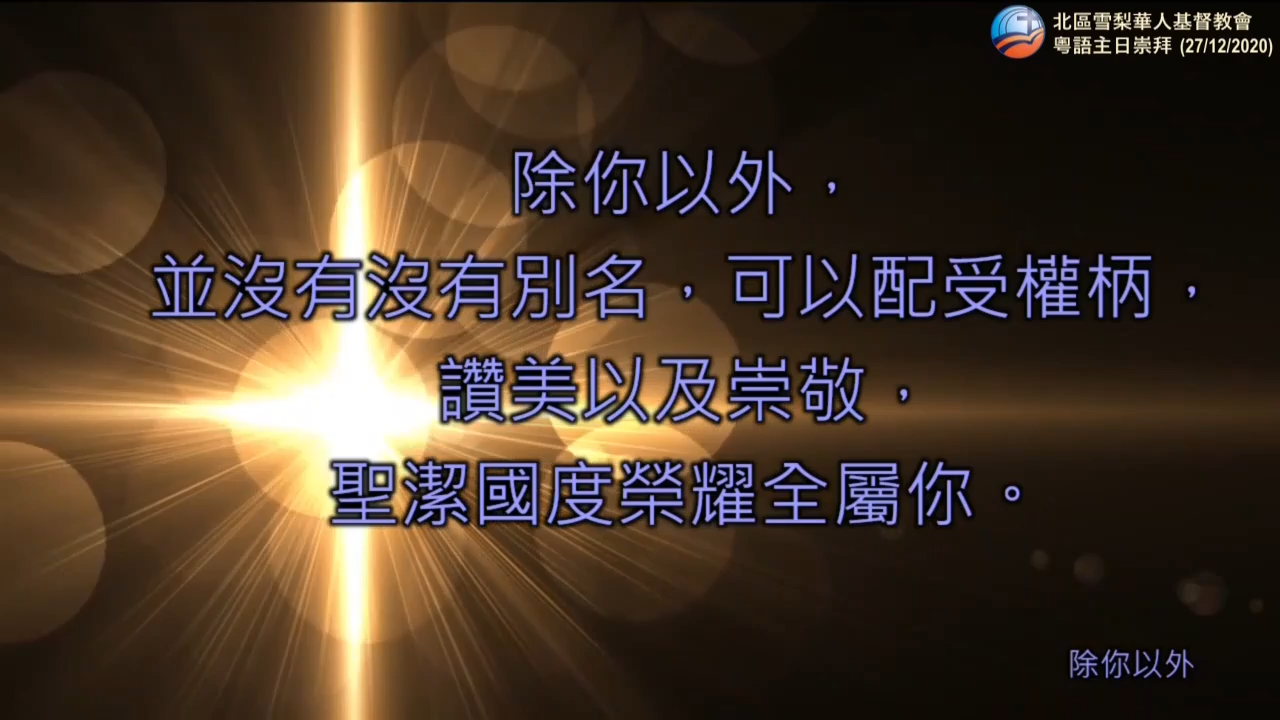 北區雪梨華人基督教會
粵語主日崇拜 (27/12/2020)
除你以外，
並沒有沒有別名，可以配受權柄，
讚美以及崇敬，
聖潔國度榮耀全屬你。
除你以外